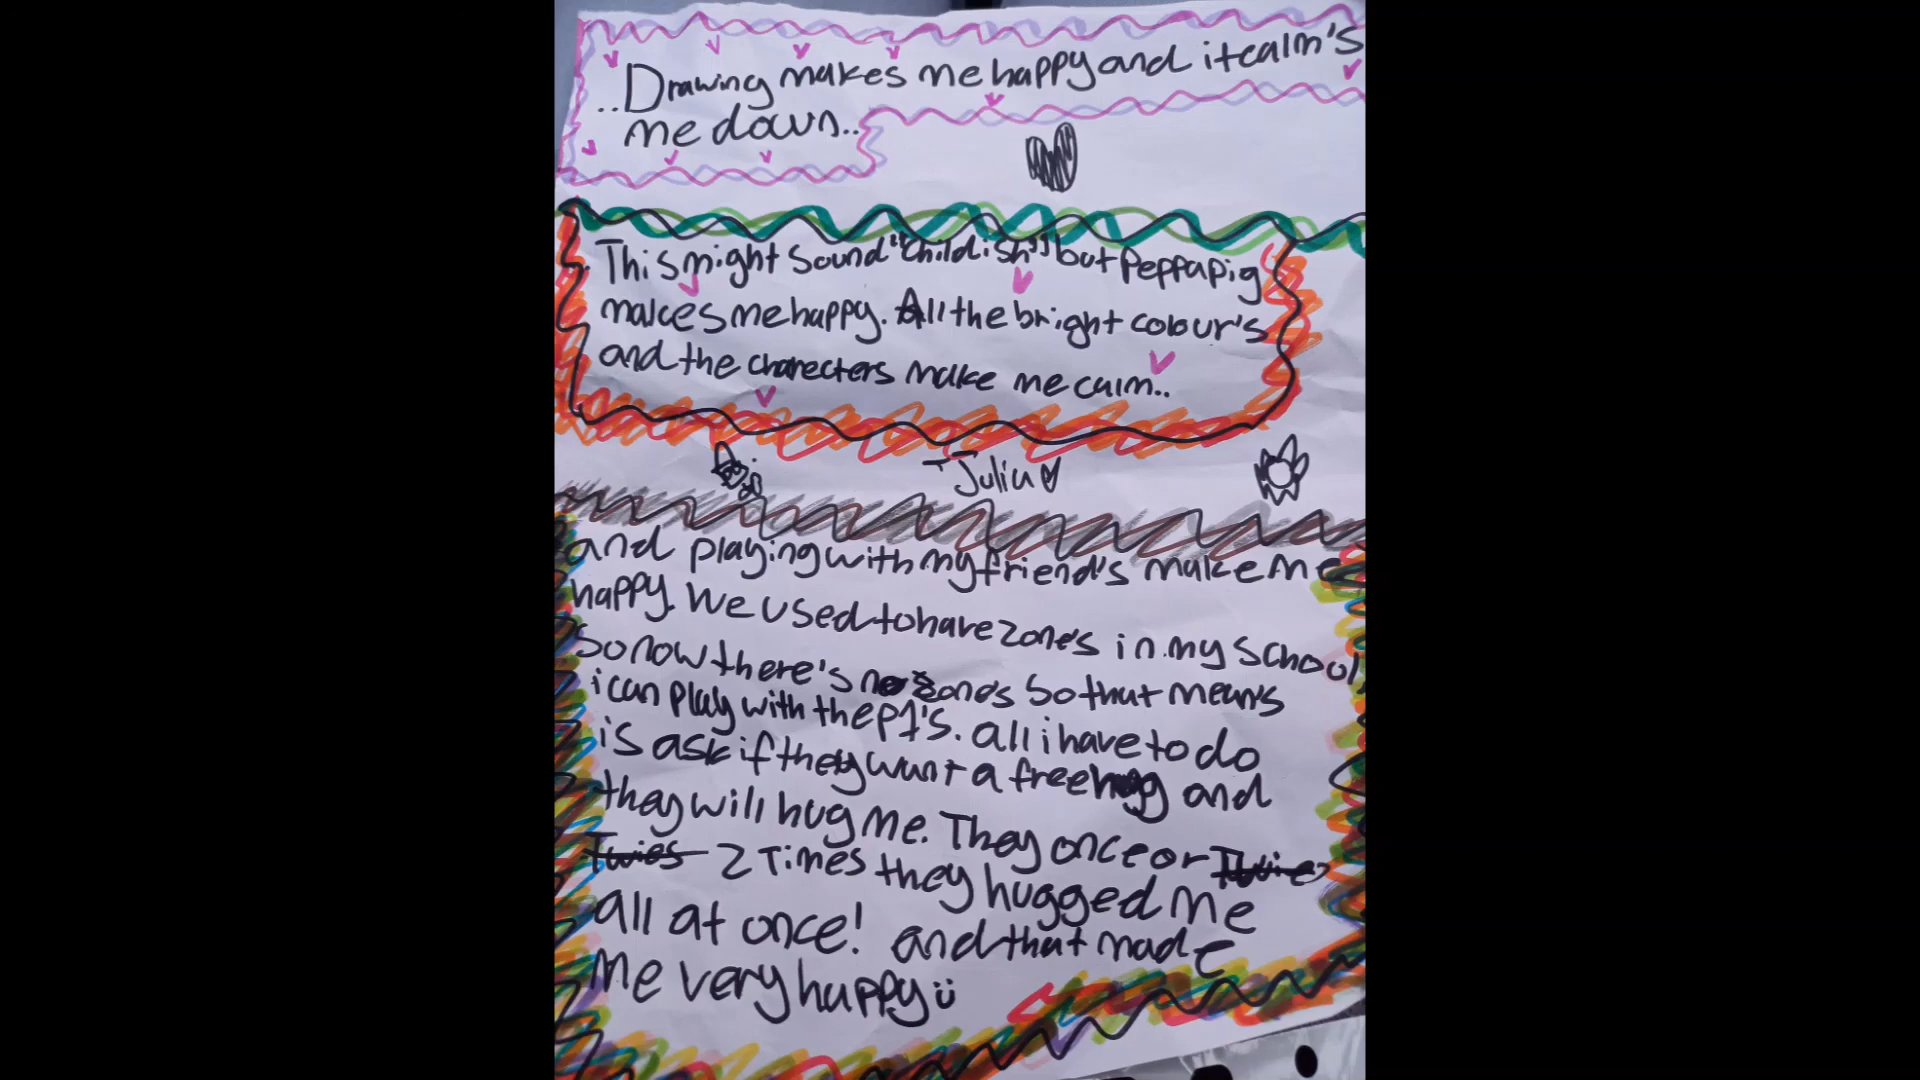 ..Drawing makes me happy and it calm's
me down..
This might Sound "Childish" but Peppa pig
makes me happy. All the bright colour's
and the charecters make me calm..
Julia
and playing with my friend's make me
happy. We used to have zone's in my school
So now there's no zone's So that mean's
i can play with the P1's. all i have to do
is ask if they want a free hug and
they will hug me. They once or Twice
Twies 2 Times they hugged me
all at once! and that made
me very happy ü